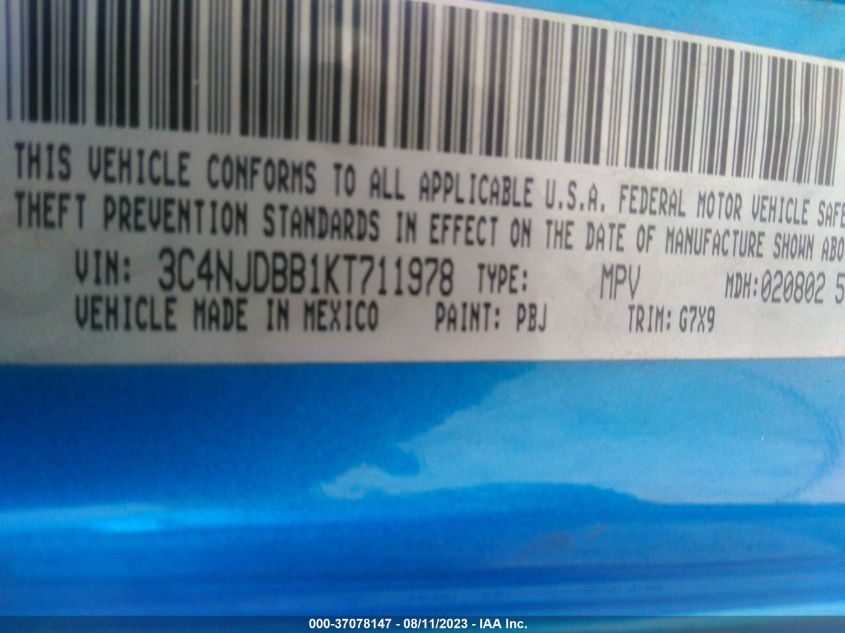 THIS VEHICLE CONFORMS TO ALL APPLICABLE U.S.A. FEDERAL MOTOR VEHICLE SAFE
THEFT PREVENTION STANDARDS IN EFFECT ON THE DATE OF MANUFACTURE SHOWN ABO
VIN: 3C4NJDBB1KT711978 TYPE: MPV MDH:020802 5
VEHICLE MADE IN MEXICO PAINT: PBJ TRIM: G7X9
000-37078147 - 08/11/2023 - IAA Inc.